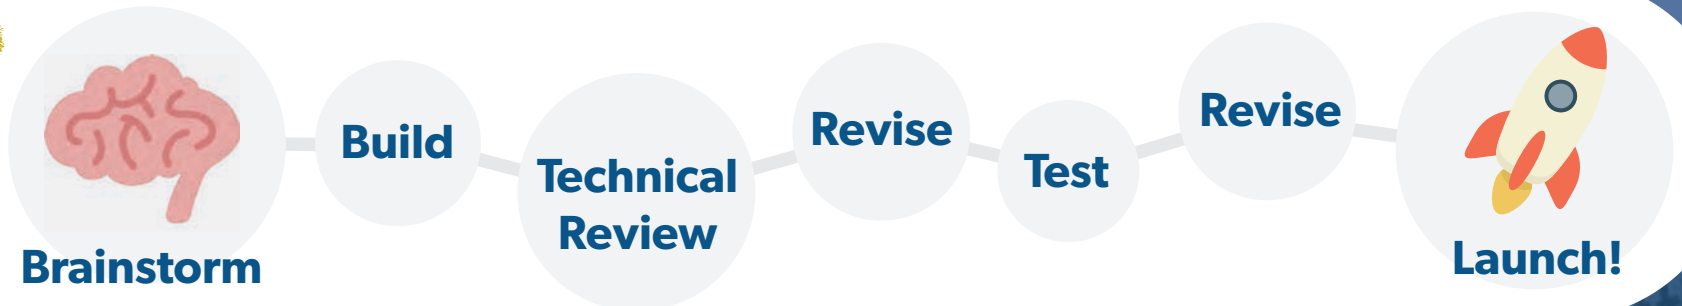 Brainstorm
Build
Technical
Review
Revise
Test
Revise
Launch!